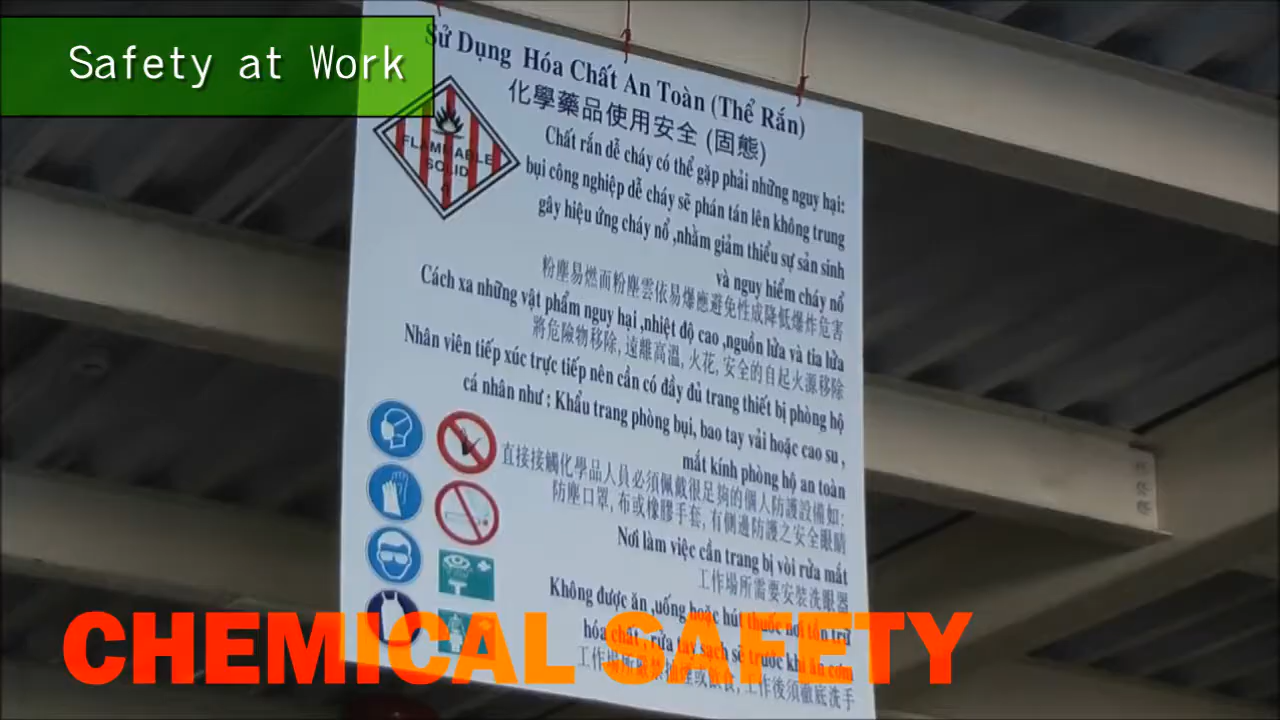 Safety at Work
Sử Dụng Hóa Chất An Toàn (Thể Rắn)
化學藥品使用安全 (固態)
FLAMMABLE
SOLID
4
Chất rắn dễ cháy có thể gặp phải những nguy hại:
bụi công nghiệp dễ cháy sẽ phán tán lên không trung
gây hiệu ứng cháy nổ ,nhằm giảm thiểu sự sản sinh
và nguy hiểm cháy nổ
粉塵易燃而粉塵雲依易爆應避免性成降低爆炸危害
Cách xa những vật phẩm nguy hại ,nhiệt độ cao ,nguồn lửa và tia lửa
將危險物移除, 遠離高溫, 火花, 安全的自起火源移除
Nhân viên tiếp xúc trực tiếp nên cần có đầy đủ trang thiết bị phòng hộ
cá nhân như : Khẩu trang phòng bụi, bao tay vải hoặc cao su ,
mắt kính phòng hộ an toàn
直接接觸化學品人員必須佩戴很足夠的個人防護設備如:
防塵口罩, 布或橡膠手套, 有側邊防護之安全眼睛
Nơi làm việc cần trang bị vòi rửa mắt
工作場所需要安裝洗眼器
Không được ăn ,uống hoặc hút thuốc nơi tồn trữ
hóa chất , rửa tay sạch sẽ trước khi ăn cơm
工作場所嚴禁抽煙或飲食, 工作後須徹底洗手
CHEMICAL SAFETY